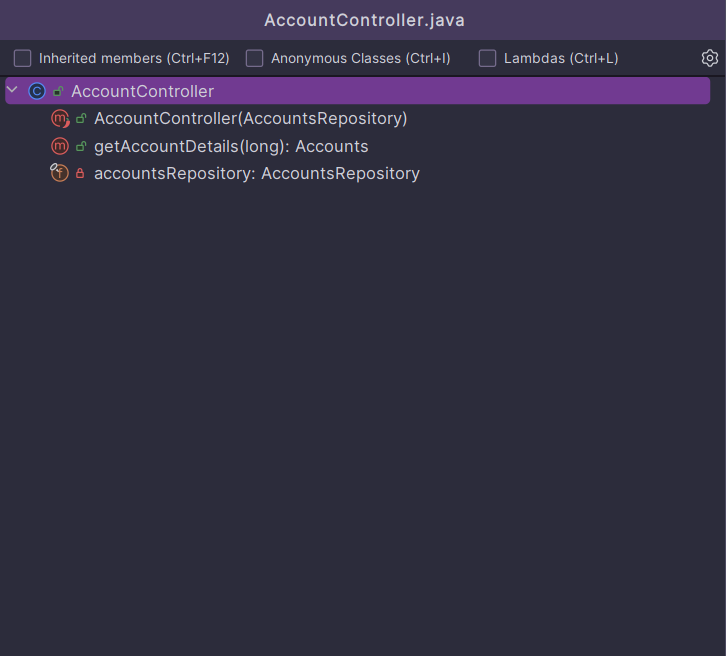 AccountController.java
Inherited members (Ctrl+F12) Anonymous Classes (Ctrl+I) Lambdas (Ctrl+L)
C AccountController
m AccountController(AccountsRepository)
m getAccountDetails(long): Accounts
f accountsRepository: AccountsRepository